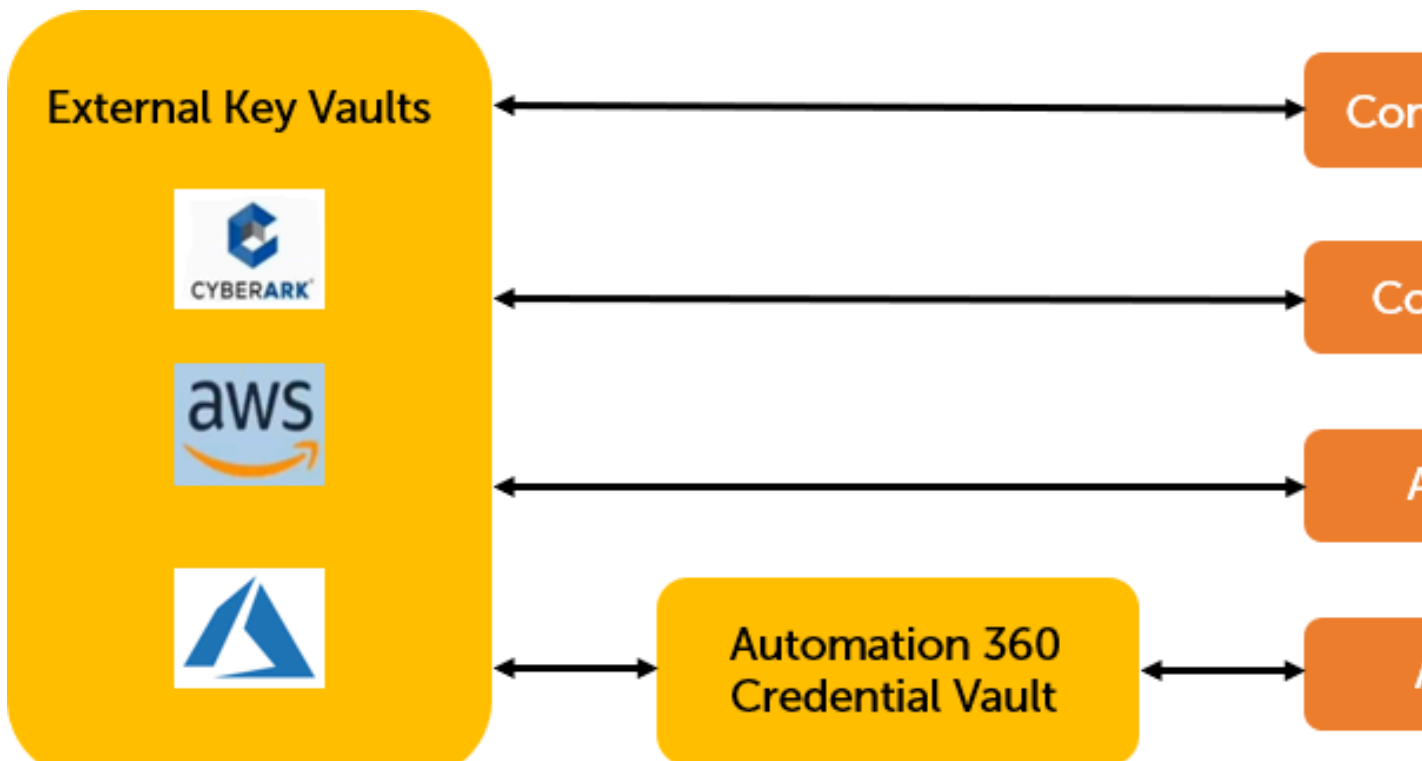 External Key Vaults
CYBERARK
aws
Automation 360
Credential Vault